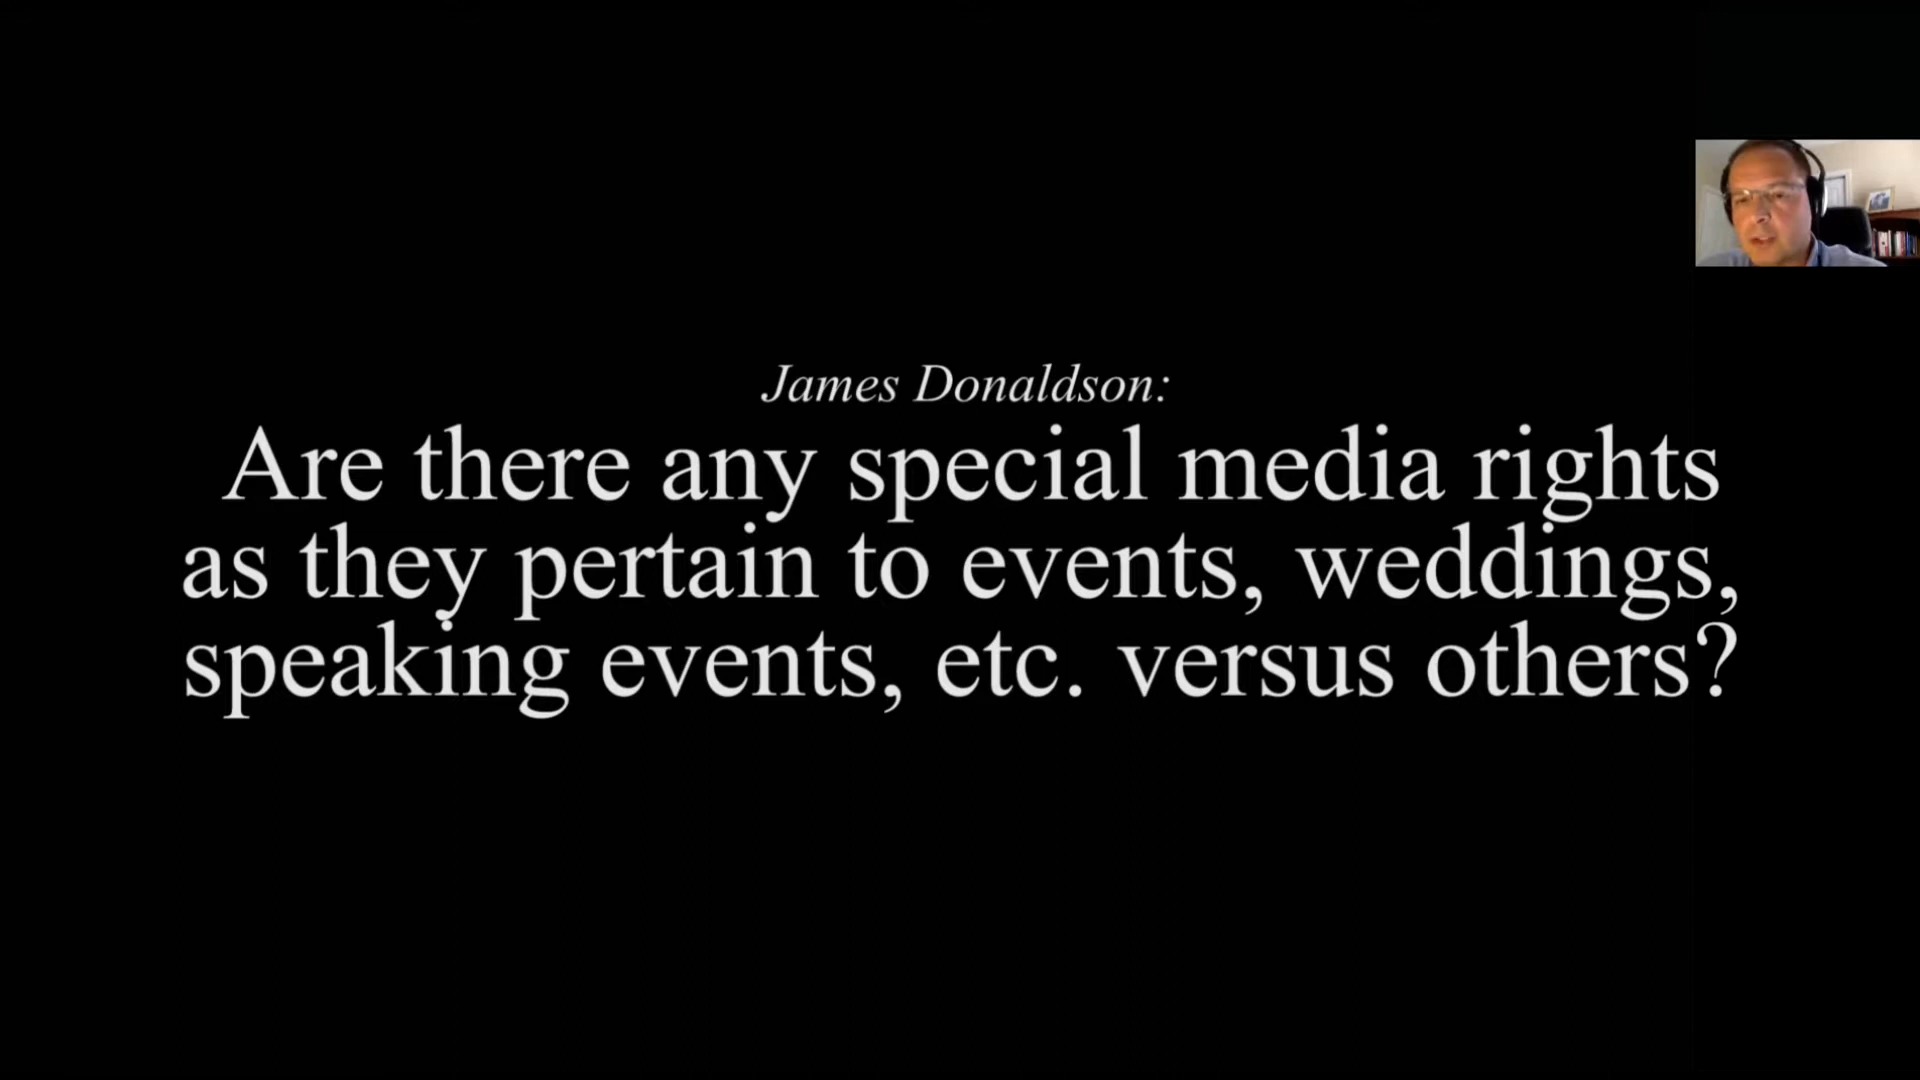 James Donaldson:
Are there any special media rights
as they pertain to events, weddings,
speaking events, etc. versus others?